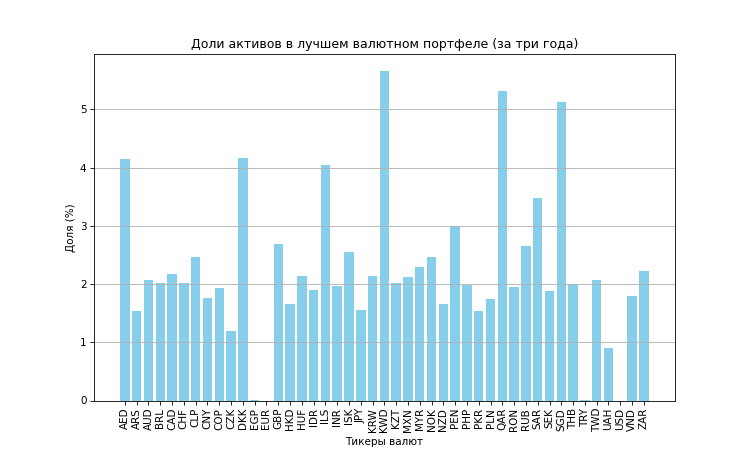 Доли активов в лучшем валютном портфеле (за три года)
Доля (%)
5
4
3
2
1
0
AED ARS AUD BRL CAD CHF CLP CNY COP CZK DKK EGP EUR GBP HKD HUF IDR ILS INR ISK JPY KRW KWD KZT MXN MYR NOK NZD PEN PHP PKR PLN QAR RON RUB SAR SEK SGD THB TRY TWD UAH USD VND ZAR
Тикеры валют